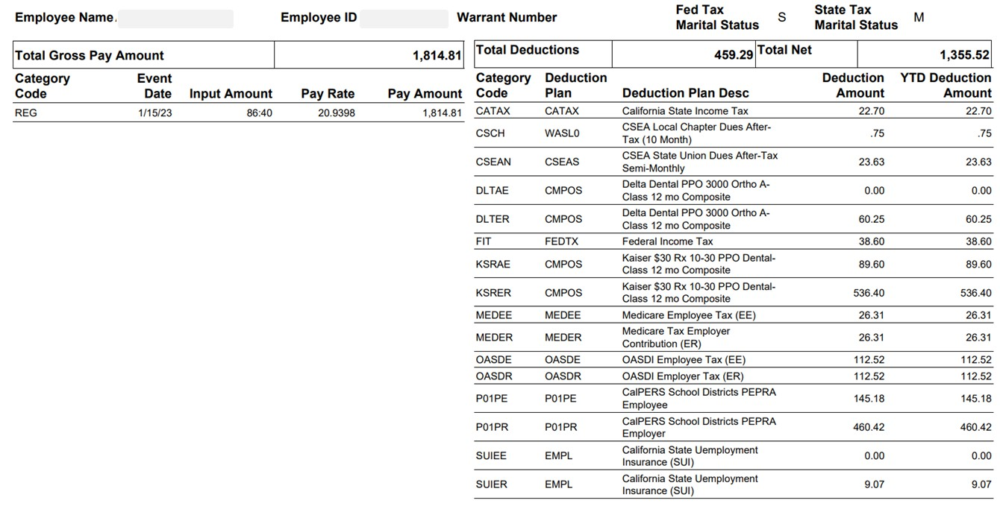 Employee Name Employee ID Warrant Number Fed Tax Marital Status S State Tax Marital Status M
Total Gross Pay Amount 1,814.81
Category Code Event Date Input Amount Pay Rate Pay Amount
REG 1/15/23 86:40 20.9398 1,814.81
Total Deductions 459.29 Total Net 1,355.52
Category Code Deduction Plan Deduction Plan Desc Deduction Amount YTD Deduction Amount
CATAX CATAX California State Income Tax 22.70 22.70
CSCH WASL0 CSEA Local Chapter Dues After-
Tax (10 Month) .75 .75
CSEAN CSEAS CSEA State Union Dues After-Tax
Semi-Monthly 23.63 23.63
DLTAE CMPOS Delta Dental PPO 3000 Ortho A-
Class 12 mo Composite 0.00 0.00
DLTER CMPOS Delta Dental PPO 3000 Ortho A-
Class 12 mo Composite 60.25 60.25
FIT FEDTX Federal Income Tax 38.60 38.60
KSRAE CMPOS Kaiser $30 Rx 10-30 PPO Dental-
Class 12 mo Composite 89.60 89.60
KSRER CMPOS Kaiser $30 Rx 10-30 PPO Dental-
Class 12 mo Composite 536.40 536.40
MEDEE MEDEE Medicare Employee Tax (EE) 26.31 26.31
MEDER MEDER Medicare Tax Employer
Contribution (ER) 26.31 26.31
OASDE OASDE OASDI Employee Tax (EE) 112.52 112.52
OASDR OASDR OASDI Employer Tax (ER) 112.52 112.52
P01PE P01PE CalPERS School Districts PEPRA
Employee 145.18 145.18
P01PR P01PR CalPERS School Districts PEPRA
Employer 460.42 460.42
SUIEE EMPL California State Uemployment
Insurance (SUI) 0.00 0.00
SUIER EMPL California State Uemployment
Insurance (SUI) 9.07 9.07